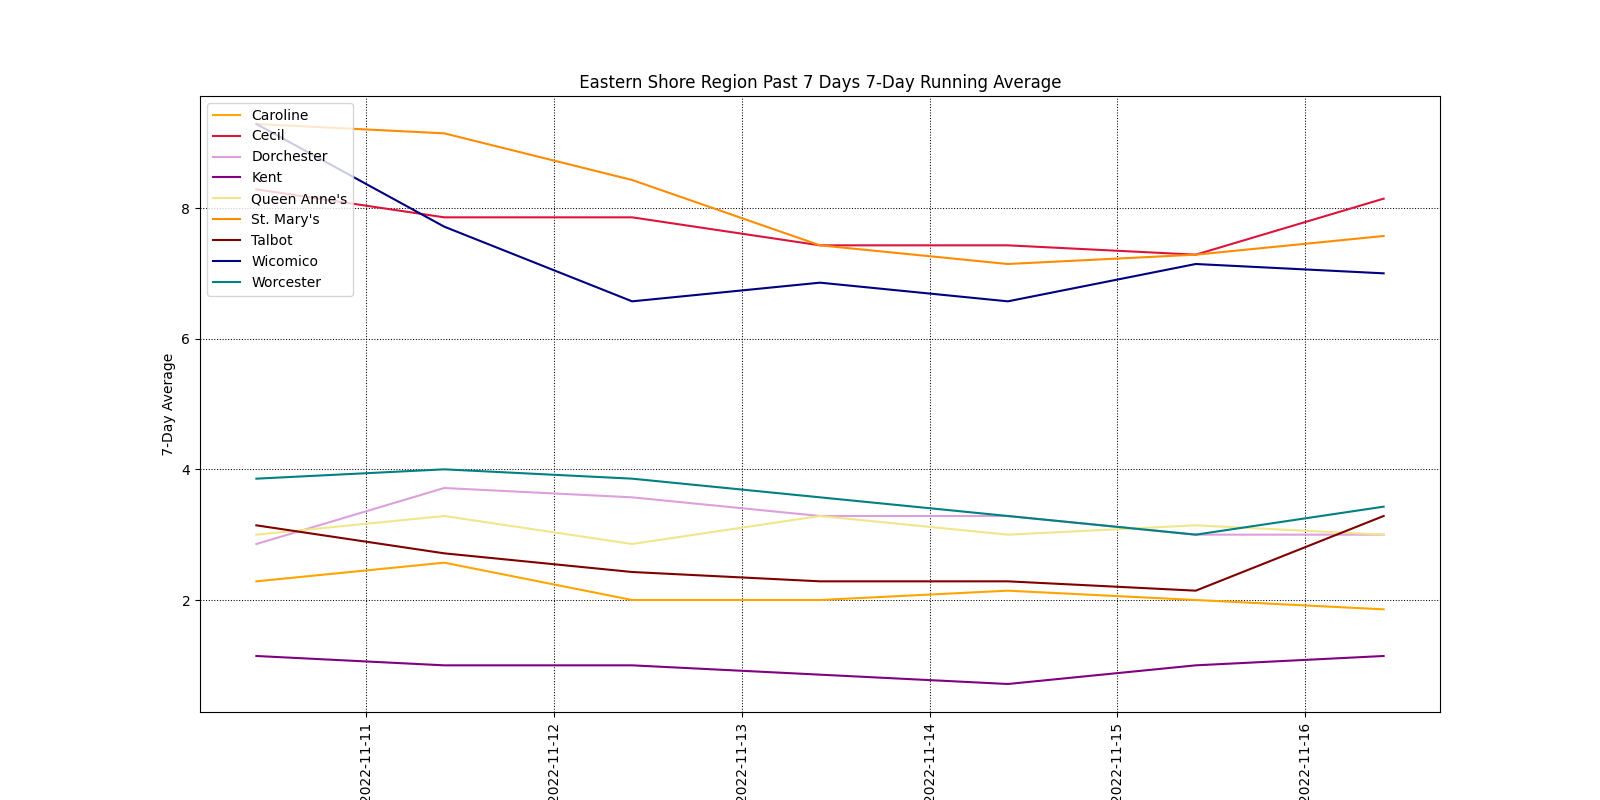 Eastern Shore Region Past 7 Days 7-Day Running Average
Caroline
Cecil
Dorchester
Kent
Queen Anne's
St. Mary's
Talbot
Wicomico
Worcester
8
6
4
2
7-Day Average
2022-11-11
2022-11-12
2022-11-13
2022-11-14
2022-11-15
2022-11-16